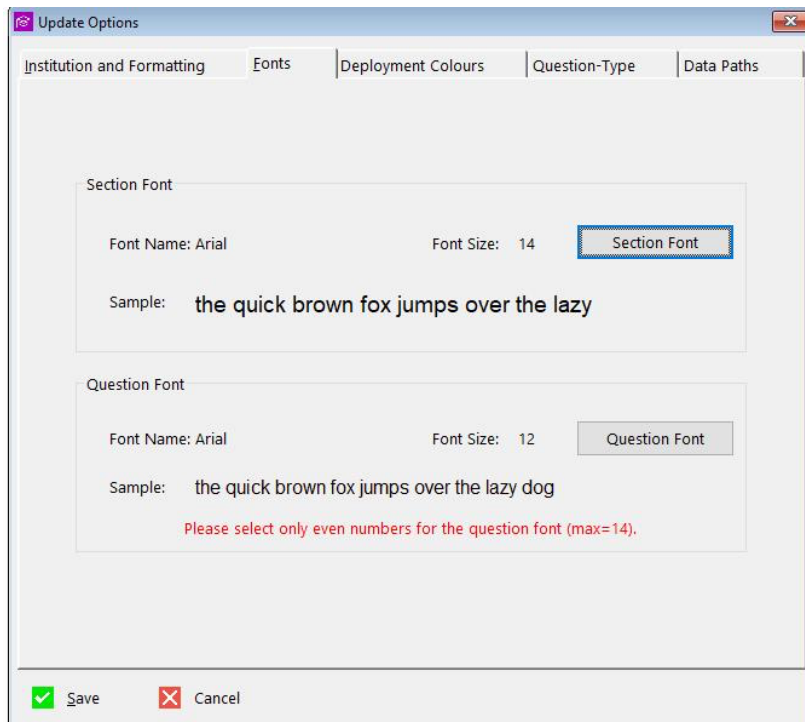 Update Options
Institution and Formatting Fonts Deployment Colours Question-Type Data Paths
Section Font
Font Name: Arial Font Size: 14 Section Font
Sample: the quick brown fox jumps over the lazy
Question Font
Font Name: Arial Font Size: 12 Question Font
Sample: the quick brown fox jumps over the lazy dog
Please select only even numbers for the question font (max=14).
Save Cancel